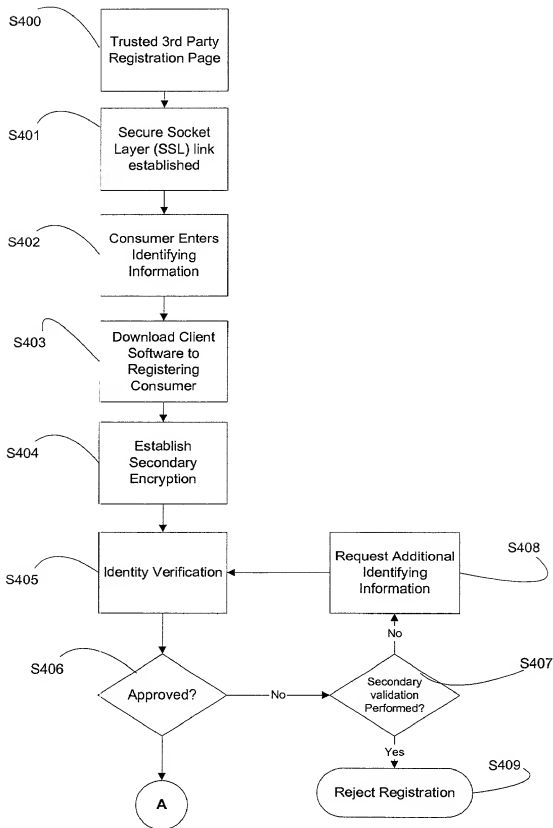 S400
Trusted 3rd Party
Registration Page
S401
Secure Socket
Layer (SSL) link
established
S402
Consumer Enters
Identifying
Information
S403
Download Client
Software to
Registering
Consumer
S404
Establish
Secondary
Encryption
S405
Identity Verification
Request Additional
Identifying
Information
S408
No
S406
Approved?
No
Secondary
validation
Performed?
S407
Yes
A
Reject Registration
S409